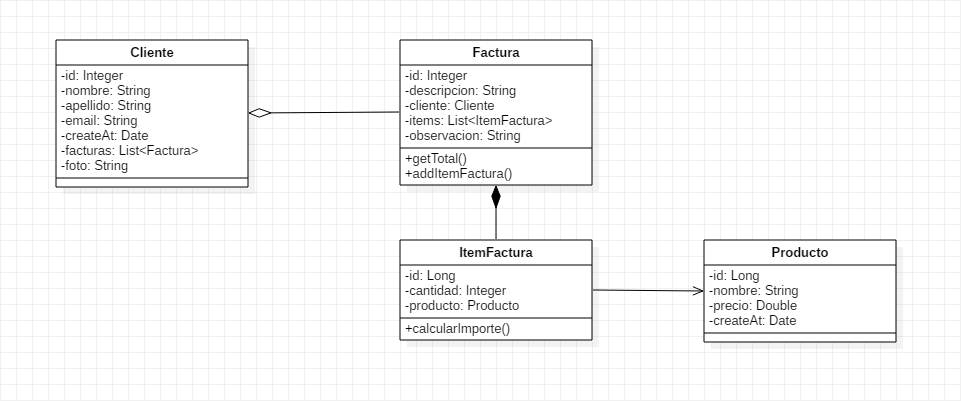 Cliente
-id: Integer
-nombre: String
-apellido: String
-email: String
-createAt: Date
-facturas: List<Factura>
-foto: String
Factura
-id: Integer
-descripcion: String
-cliente: Cliente
-items: List<ItemFactura>
-observacion: String
+getTotal()
+addItemFactura()
ItemFactura
-id: Long
-cantidad: Integer
-producto: Producto
+calcularImporte()
Producto
-id: Long
-nombre: String
-precio: Double
-createAt: Date